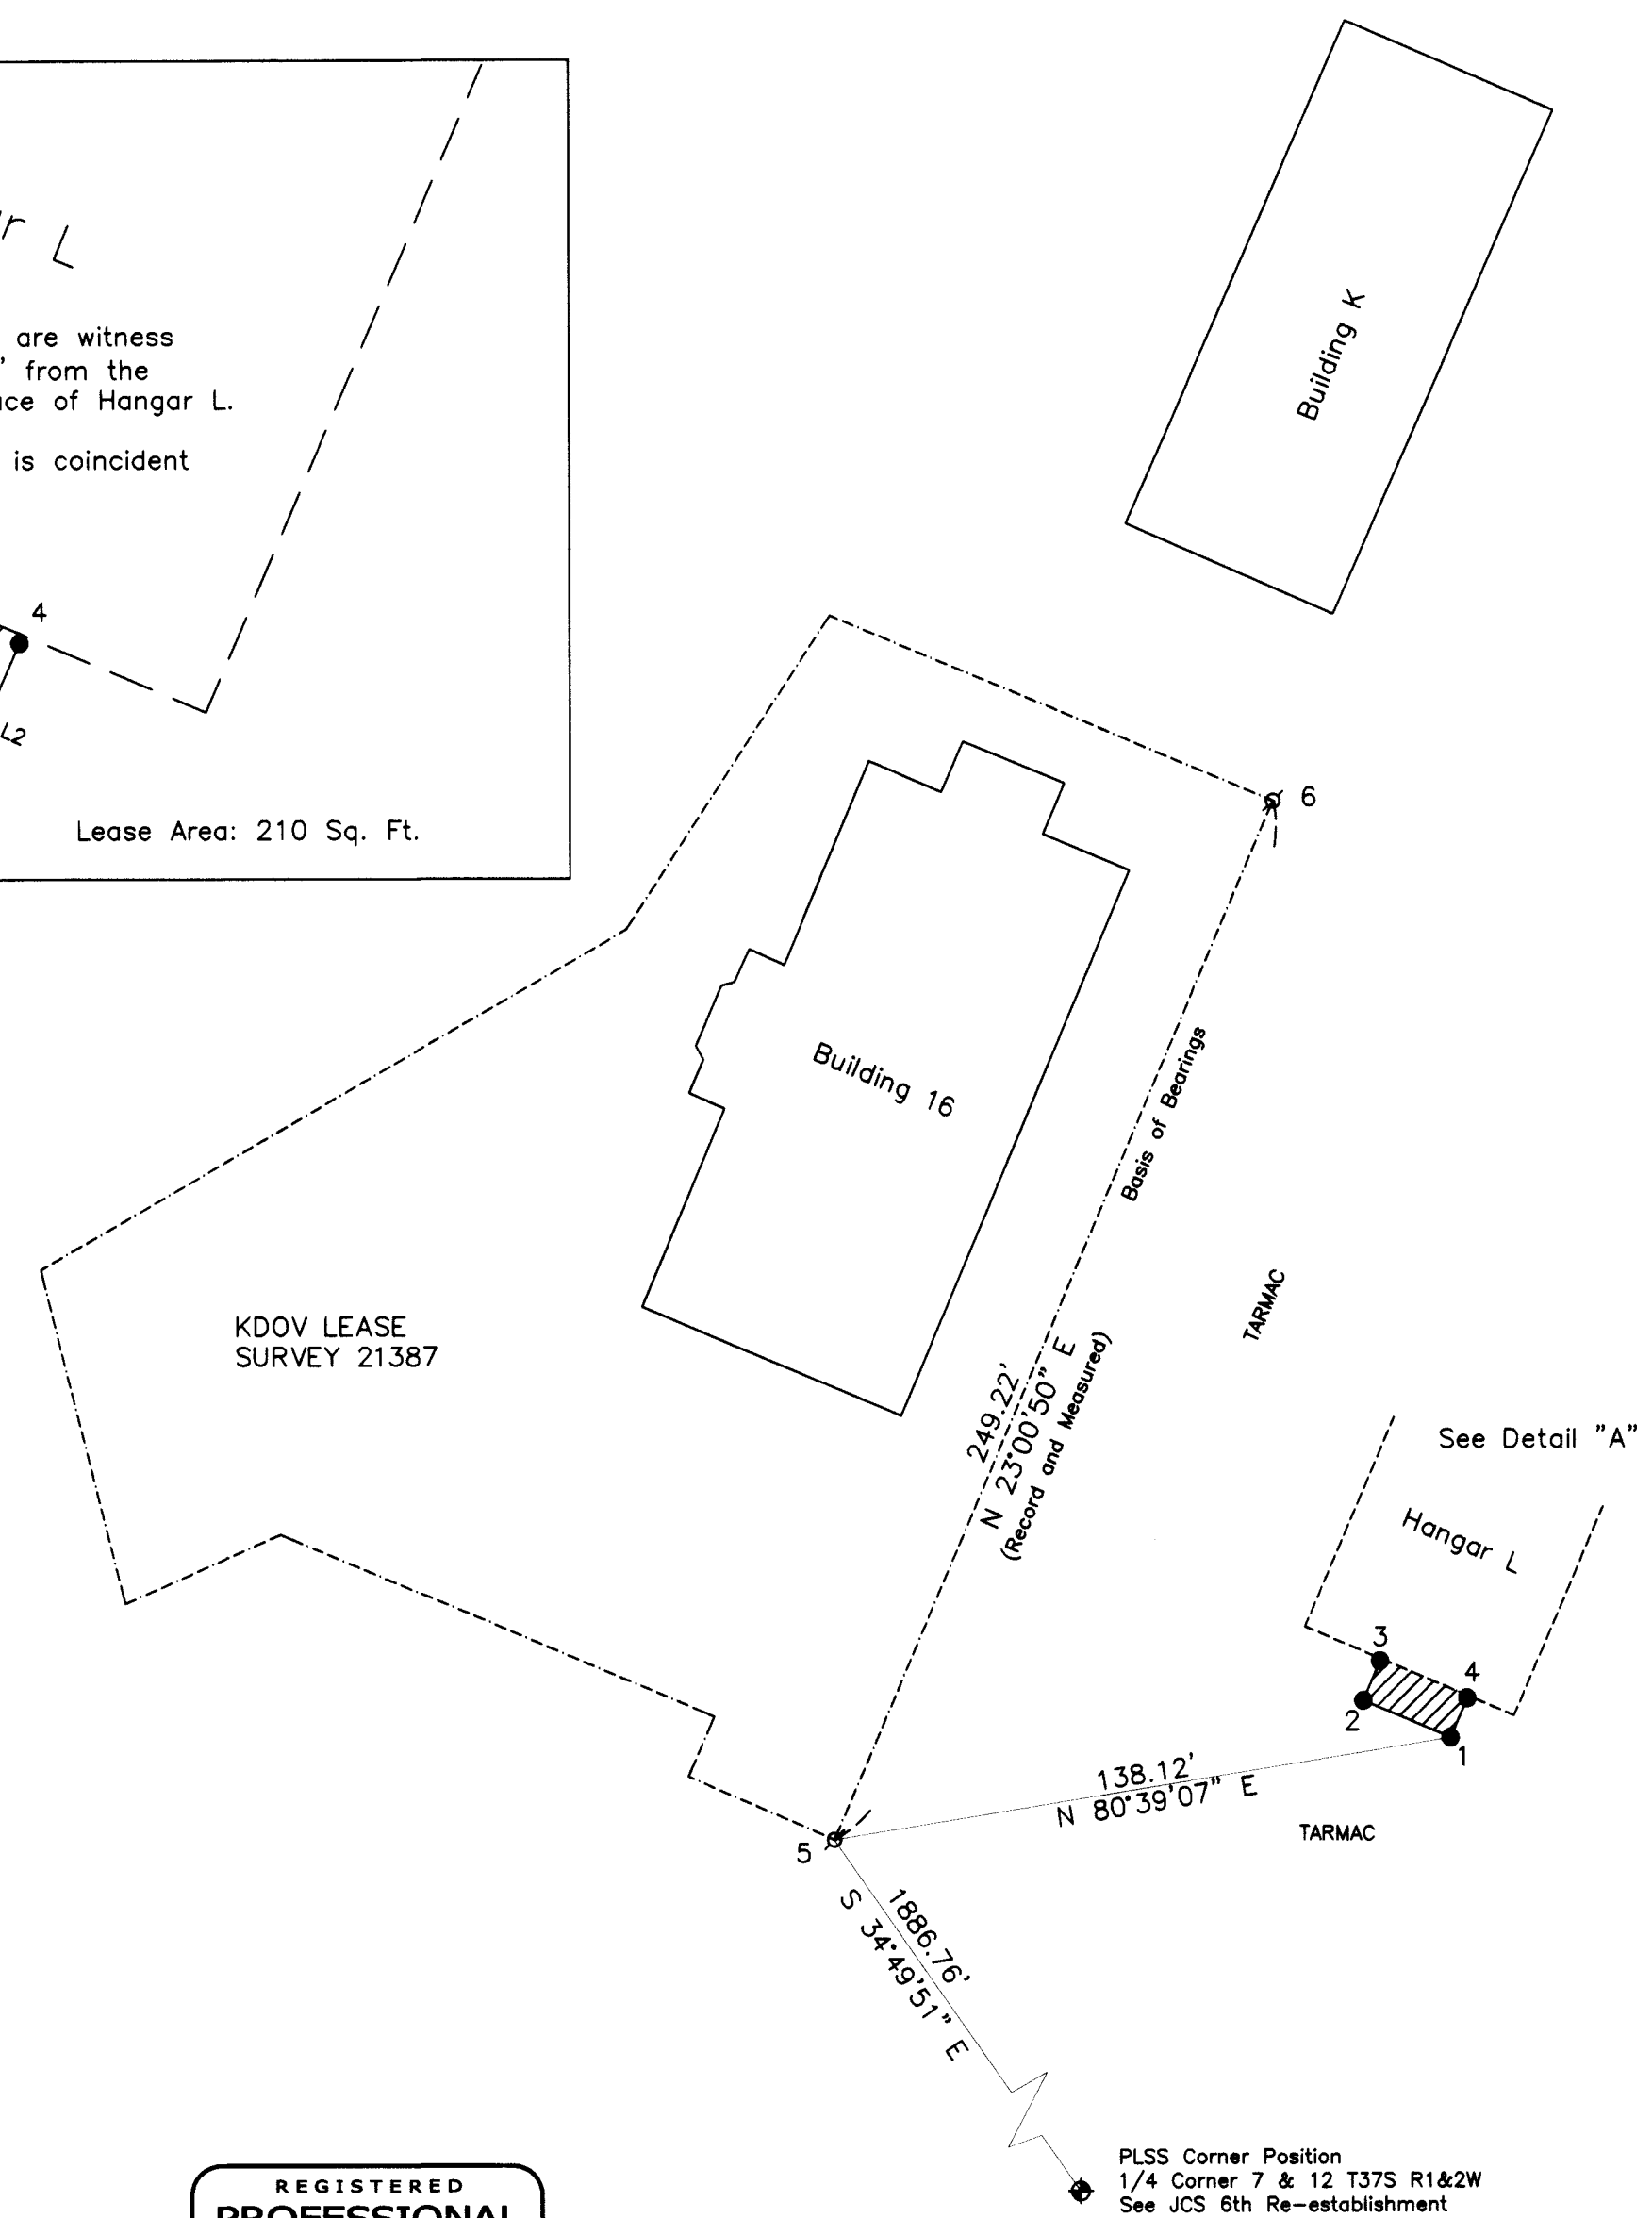 L
are witness
from the
of Hangar L.
is coincident
4
L2
Lease Area: 210 Sq. Ft.
Building K
6
Building 16
Basis of Bearings
TARMAC
KDOV LEASE
SURVEY 21387
249.22'
N 23°00'50" E
(Record and Measured)
See Detail "A"
Hangar L
3
4
2
1
138.12'
N 80°39'07" E
TARMAC
5
1886.76'
S 34°49'51" E
PLSS Corner Position
1/4 Corner 7 & 12 T37S R1&2W
See JCS 6th Re-establishment
REGISTERED
PROFESSIONAL